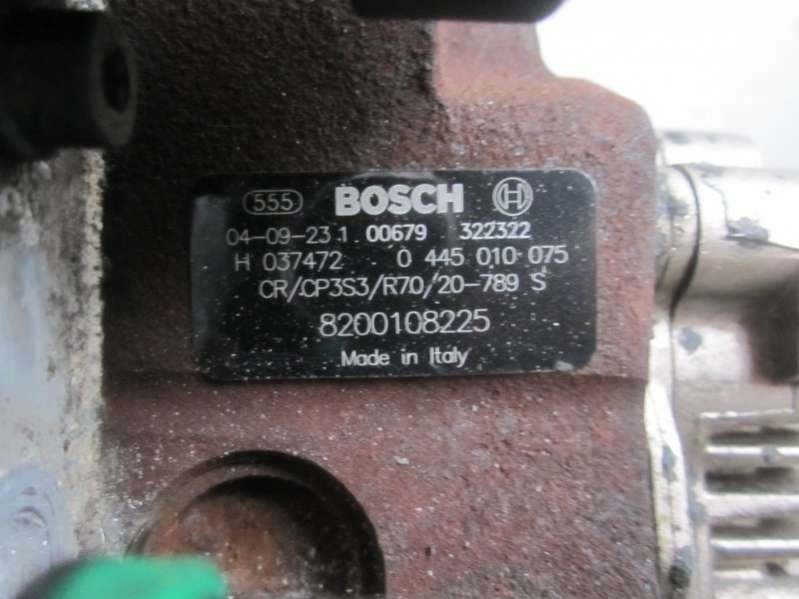 555 BOSCH
04-09-23 1 00679 322322
H 037472 0 445 010 075
CR/CP3S3/R70/20-789 S
8200108225
Made in Italy